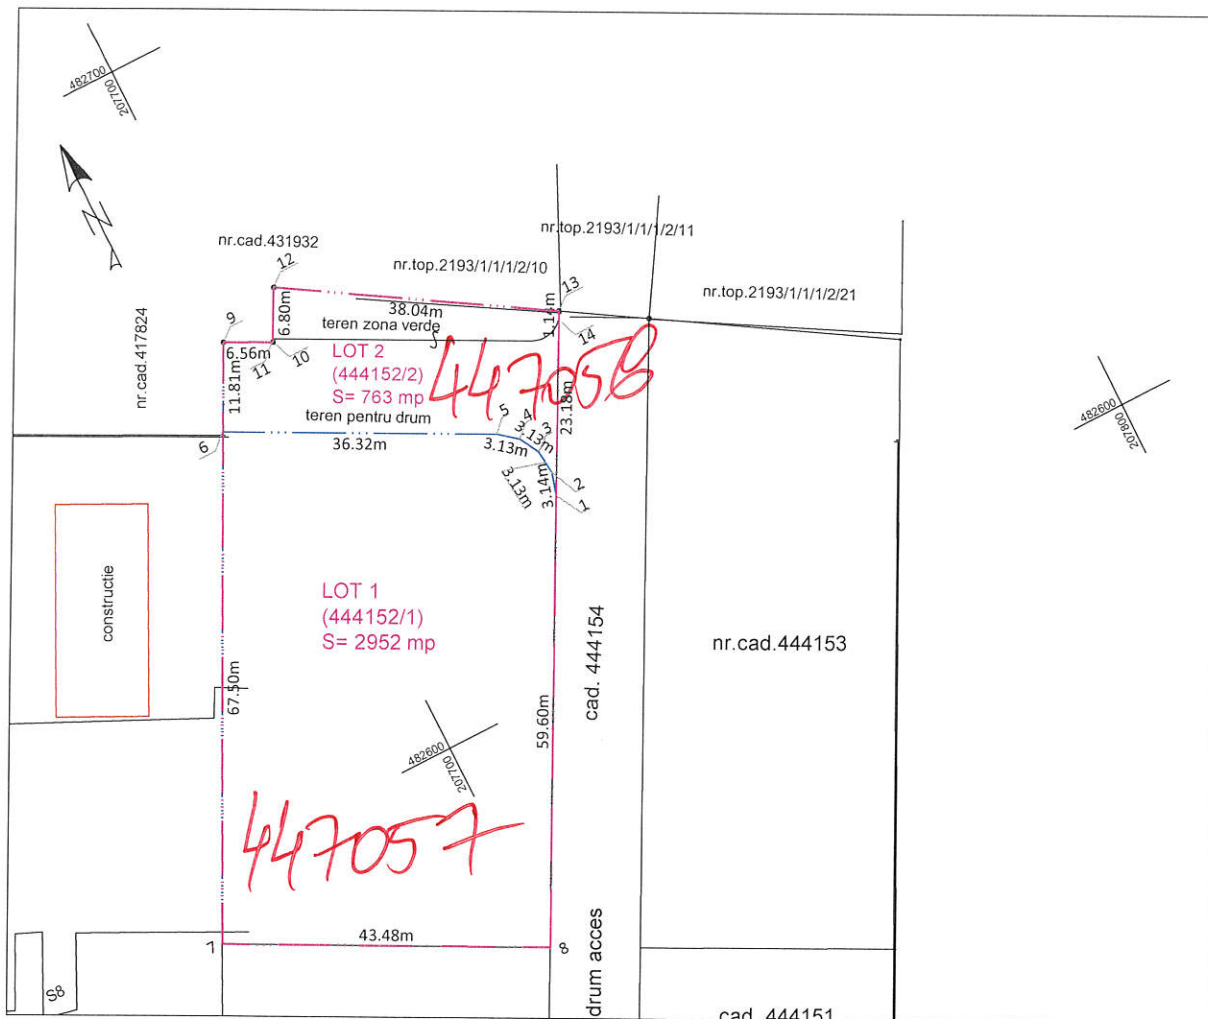 482700
207700
nr.cad.431932
12
nr.top.2193/1/1/1/2/11
nr.top.2193/1/1/1/2/10
13
nr.top.2193/1/1/1/2/21
nr.cad.417824
9
6.80m
38.04m
1.14m
14
teren zona verde
6.56m
11
10
LOT 2
(444152/2)
S= 763 mp
447058
11.81m
23.18m
482600
207800
teren pentru drum
5
4
3
3.13m
6
36.32m
3.13m
3.13m
3.14m
2
1
constructie
LOT 1
(444152/1)
S= 2952 mp
cad. 444154
nr.cad.444153
67.50m
59.60m
482600
207700
447057
43.48m
7
8
S8
drum acces
cad. 444151